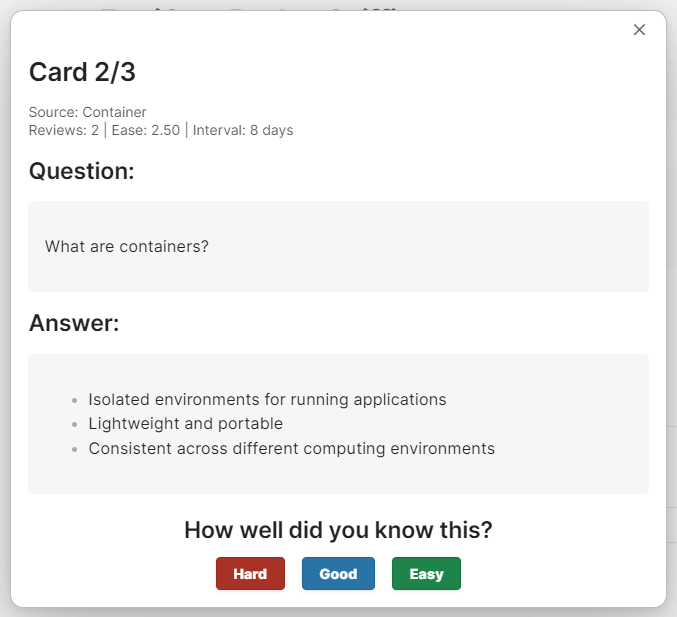 Card 2/3
Source: Container
Reviews: 2 | Ease: 2.50 | Interval: 8 days
Question:
What are containers?
Answer:
Isolated environments for running applications
Lightweight and portable
Consistent across different computing environments
How well did you know this?
Hard Good Easy